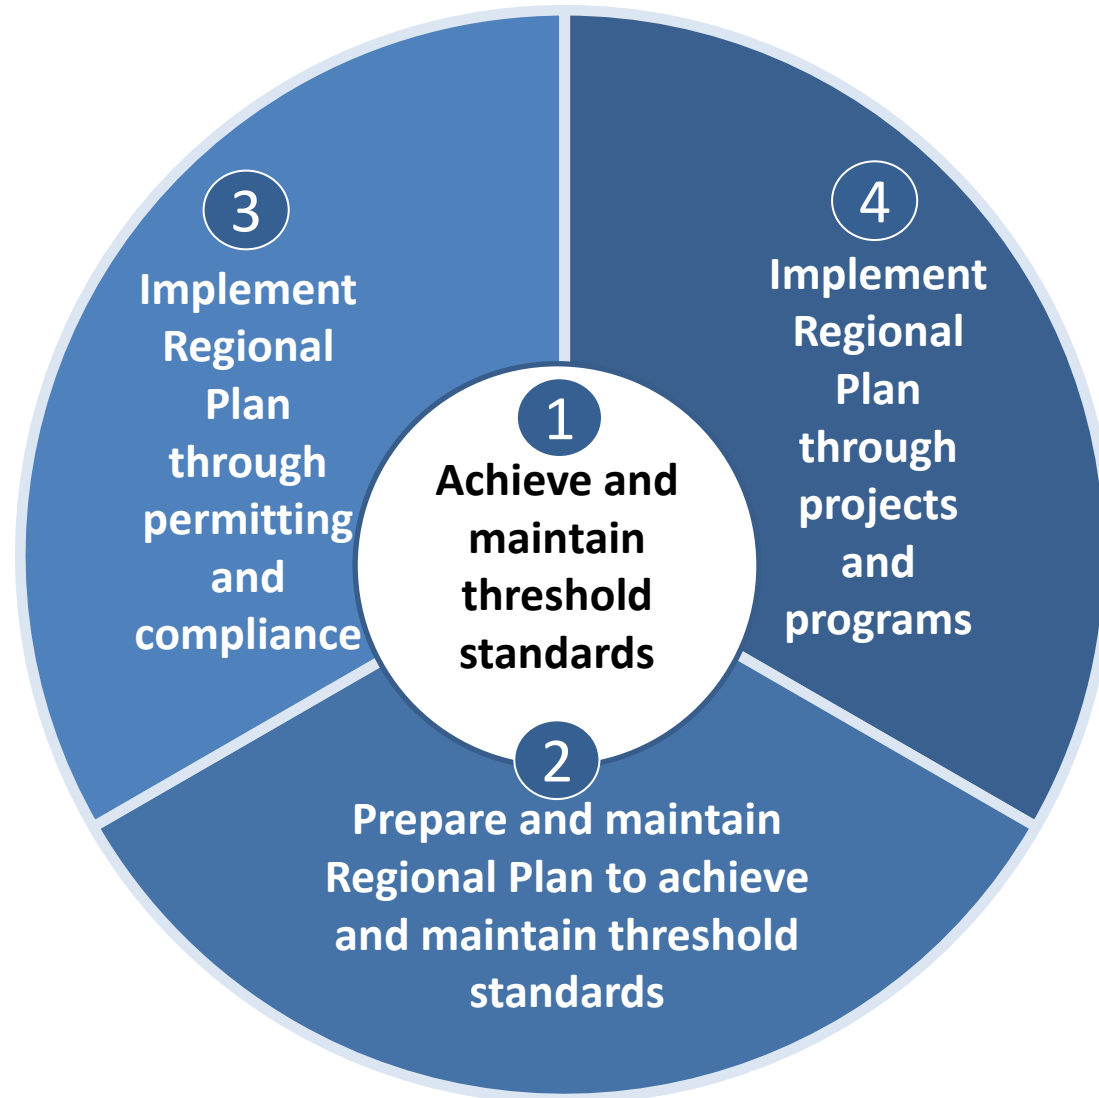 1
Achieve and
maintain
threshold
standards
2
Prepare and maintain
Regional Plan to achieve
and maintain threshold
standards
3
Implement
Regional
Plan
through
permitting
and
compliance
4
Implement
Regional
Plan
through
projects
and
programs